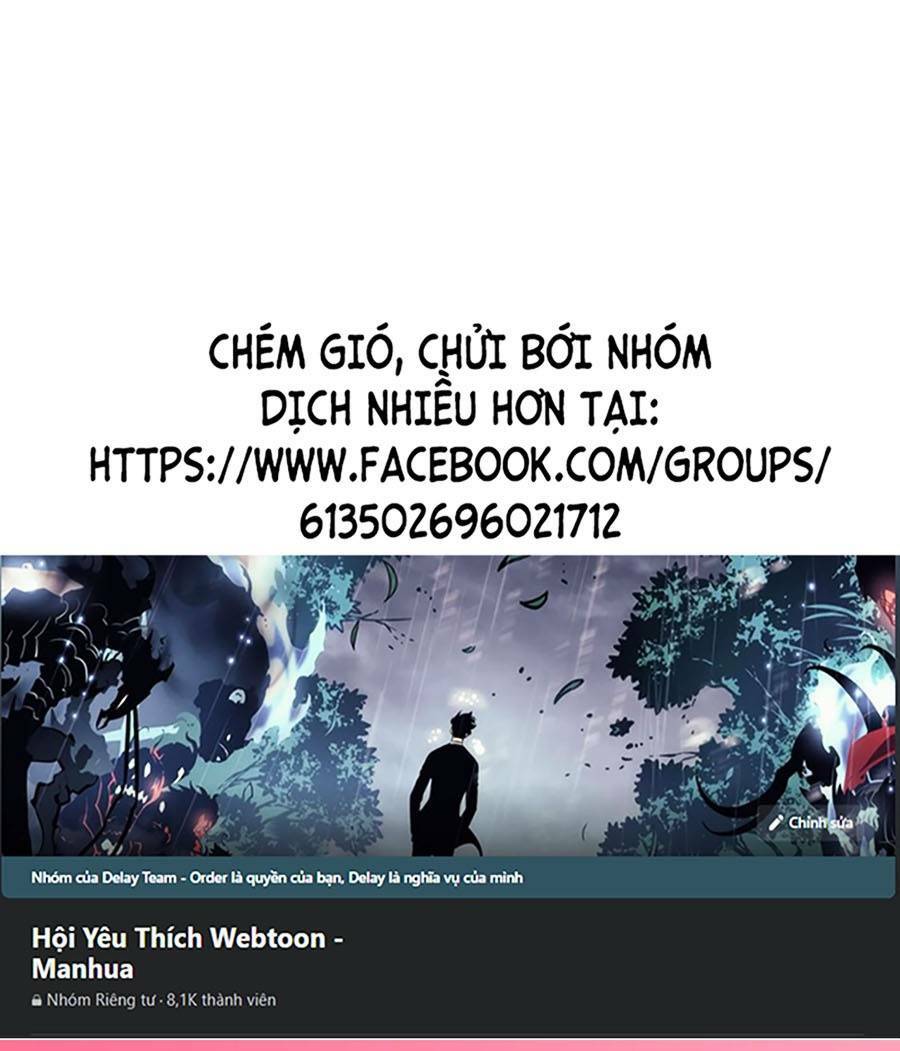 CHÉM GIÓ, CHỬI BỚI NHÓM
DỊCH NHIỀU HƠN TẠI:
HTTPS://WWW.FACEBOOK.COM/GROUPS/
613502696021712
Chỉnh sửa
Nhóm của Delay Team - Order là quyền của bạn, Delay là nghĩa vụ của mình
Hội Yêu Thích Webtoon -
Manhua
Nhóm Riêng tư · 8,1K thành viên